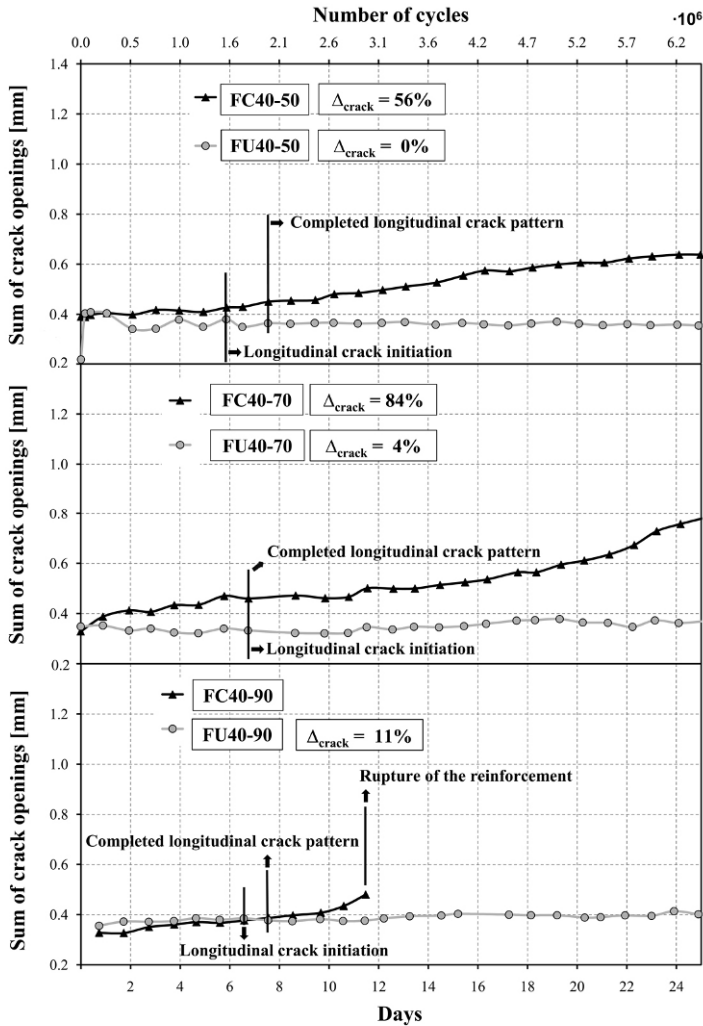 Number of cycles
·10⁶
0.0 0.5 1.0 1.6 2.1 2.6 3.1 3.6 4.2 4.7 5.2 5.7 6.2
Sum of crack openings [mm]
1.4
1.2
1.0
0.8
0.6
0.4
0.2
FC40-50 Δcrack = 56%
FU40-50 Δcrack = 0%
Completed longitudinal crack pattern
Longitudinal crack initiation
Sum of crack openings [mm]
1.2
1.0
0.8
0.6
0.4
0.2
FC40-70 Δcrack = 84%
FU40-70 Δcrack = 4%
Completed longitudinal crack pattern
Longitudinal crack initiation
Sum of crack openings [mm]
1.2
1.0
0.8
0.6
0.4
0.2
FC40-90
FU40-90 Δcrack = 11%
Rupture of the reinforcement
Completed longitudinal crack pattern
Longitudinal crack initiation
0 2 4 6 8 10 12 14 16 18 20 22 24
Days